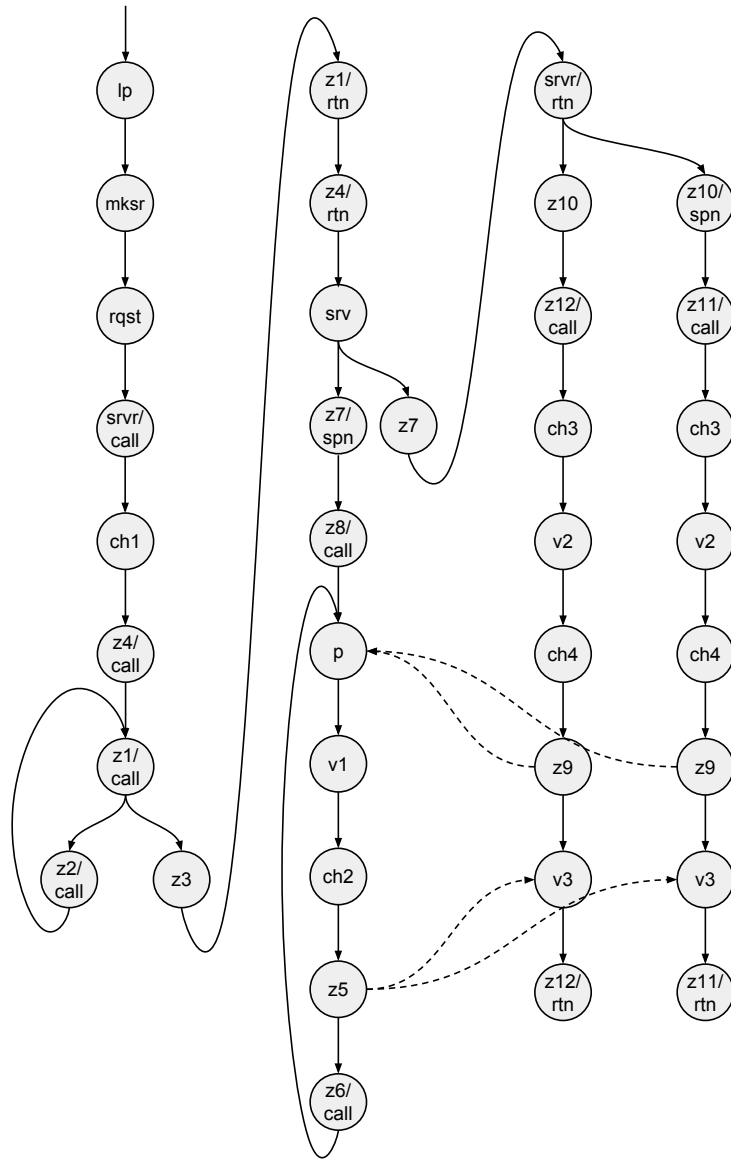 lp
mksr
rqst
srvr/
call
ch1
z4/
call
z1/
call
z2/
call
z3
z1/
rtn
z4/
rtn
srv
z7/
spn
z7
z8/
call
p
v1
ch2
z5
z6/
call
srvr/
rtn
z10
z12/
call
ch3
v2
ch4
z9
v3
z12/
rtn
z10/
spn
z11/
call
ch3
v2
ch4
z9
v3
z11/
rtn